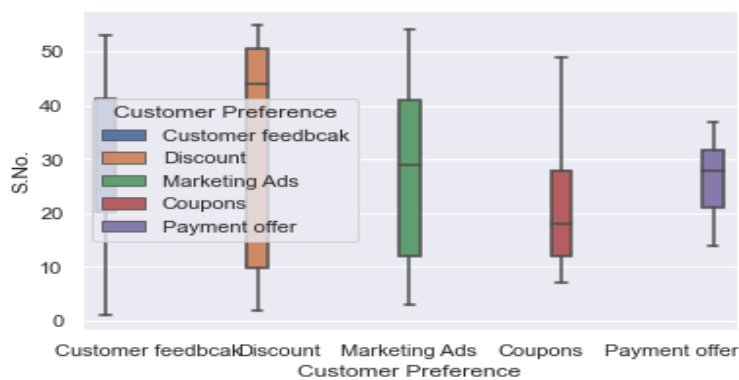 50
40
30
20
10
0
S.No.
Customer Preference
Customer feedbcak
Discount
Marketing Ads
Coupons
Payment offer
Customer feedbcak Discount Marketing Ads Coupons Payment offer
Customer Preference